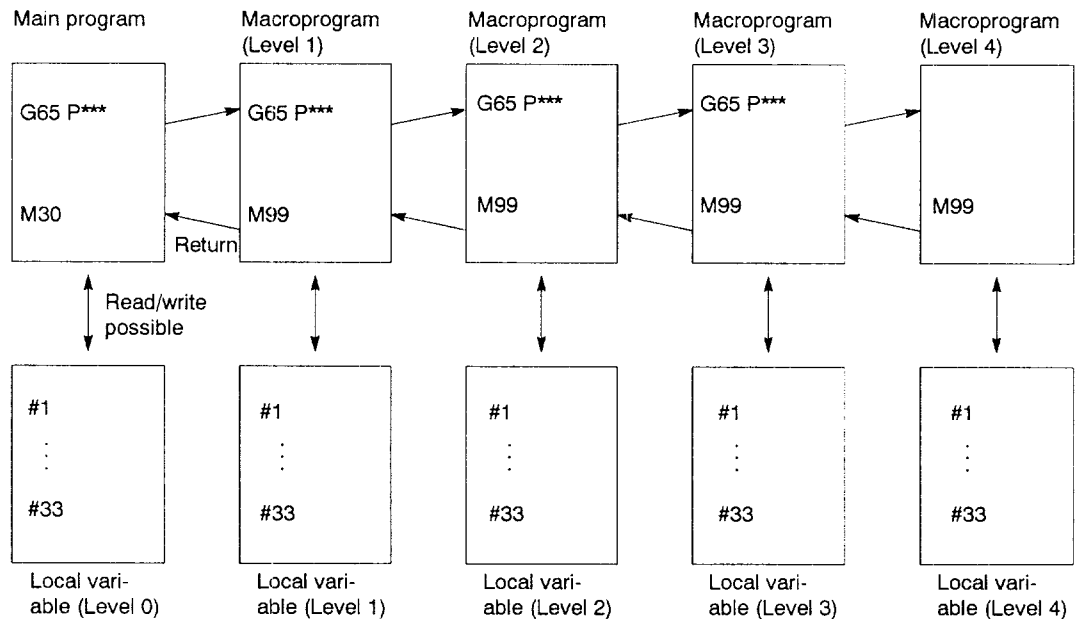 Main program
Macroprogram
(Level 1)
Macroprogram
(Level 2)
Macroprogram
(Level 3)
Macroprogram
(Level 4)
G65 P***
G65 P***
G65 P***
G65 P***
M30
M99
M99
M99
M99
Return
Read/write
possible
#1
#1
#1
#1
#1
#33
#33
#33
#33
#33
Local vari-
able (Level 0)
Local vari-
able (Level 1)
Local vari-
able (Level 2)
Local vari-
able (Level 3)
Local vari-
able (Level 4)